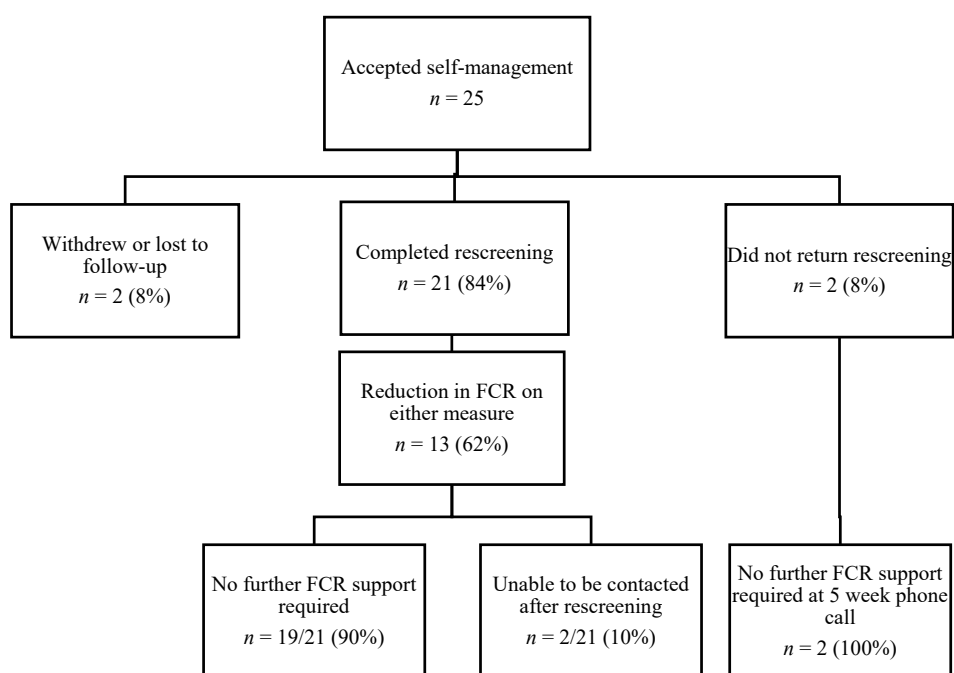 Accepted self-management
n = 25
Withdrew or lost to
follow-up
n = 2 (8%)
Completed rescreening
n = 21 (84%)
Did not return rescreening
n = 2 (8%)
Reduction in FCR on
either measure
n = 13 (62%)
No further FCR support
required
n = 19/21 (90%)
Unable to be contacted
after rescreening
n = 2/21 (10%)
No further FCR support
required at 5 week phone
call
n = 2 (100%)